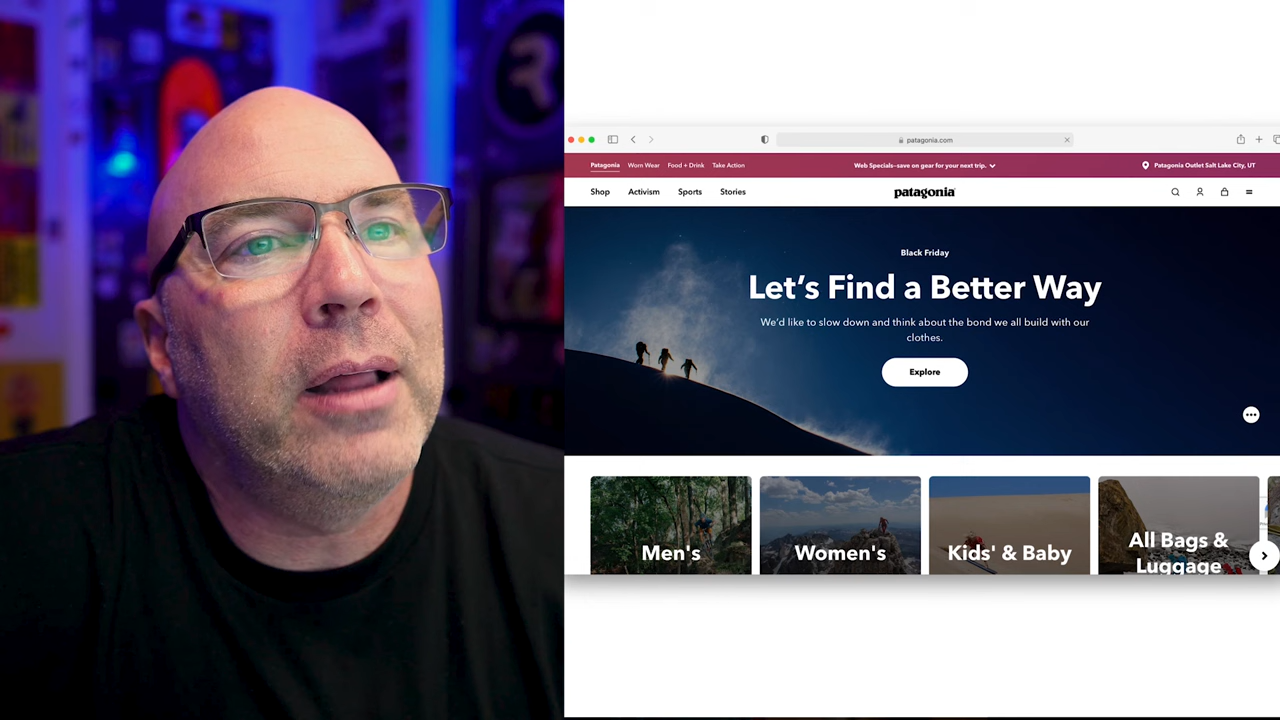 patagonia.com
Patagonia Worn Wear Food + Drink Take Action Web Specials–save on gear for your next trip. Patagonia Outlet Salt Lake City, UT
Shop Activism Sports Stories patagonia
Black Friday
Let's Find a Better Way
We'd like to slow down and think about the bond we all build with our
clothes.
Explore
Men's
Women's
Kids' & Baby
All Bags &
Luggage